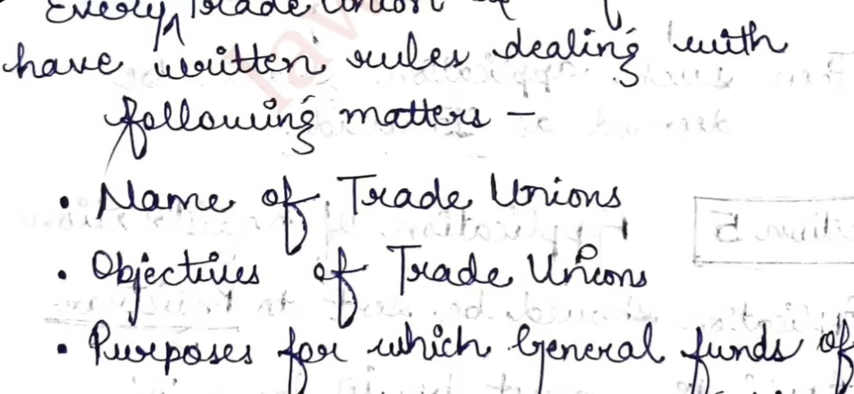 Every Trade Union
have written rules dealing with
following matters –
• Name of Trade Unions
• Objectives of Trade Unions
• Purposes for which General funds of